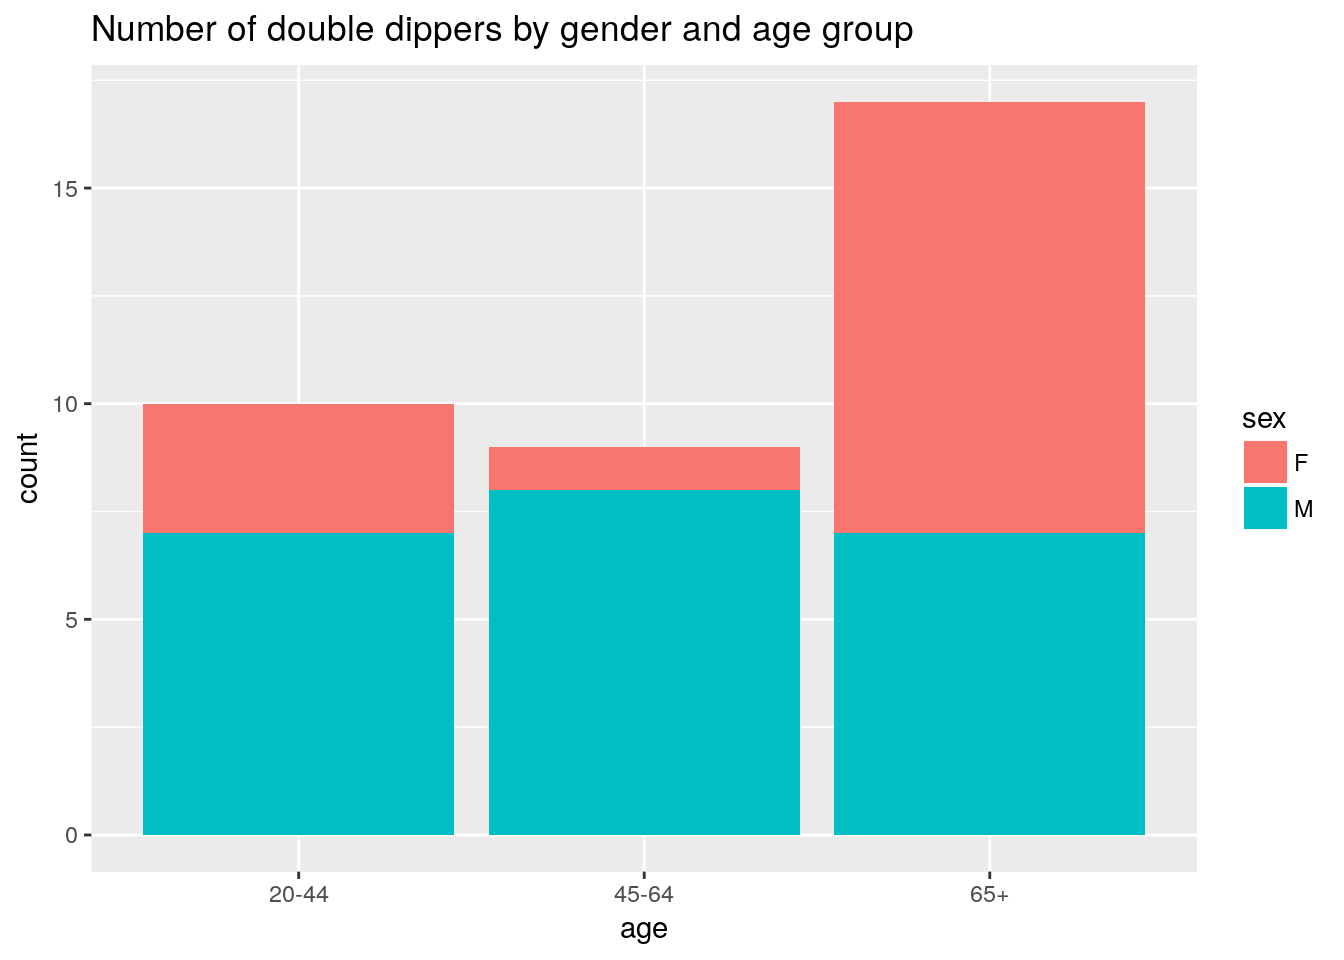 Number of double dippers by gender and age group
15
10
5
0
count
20-44
45-64
65+
age
sex
F
M